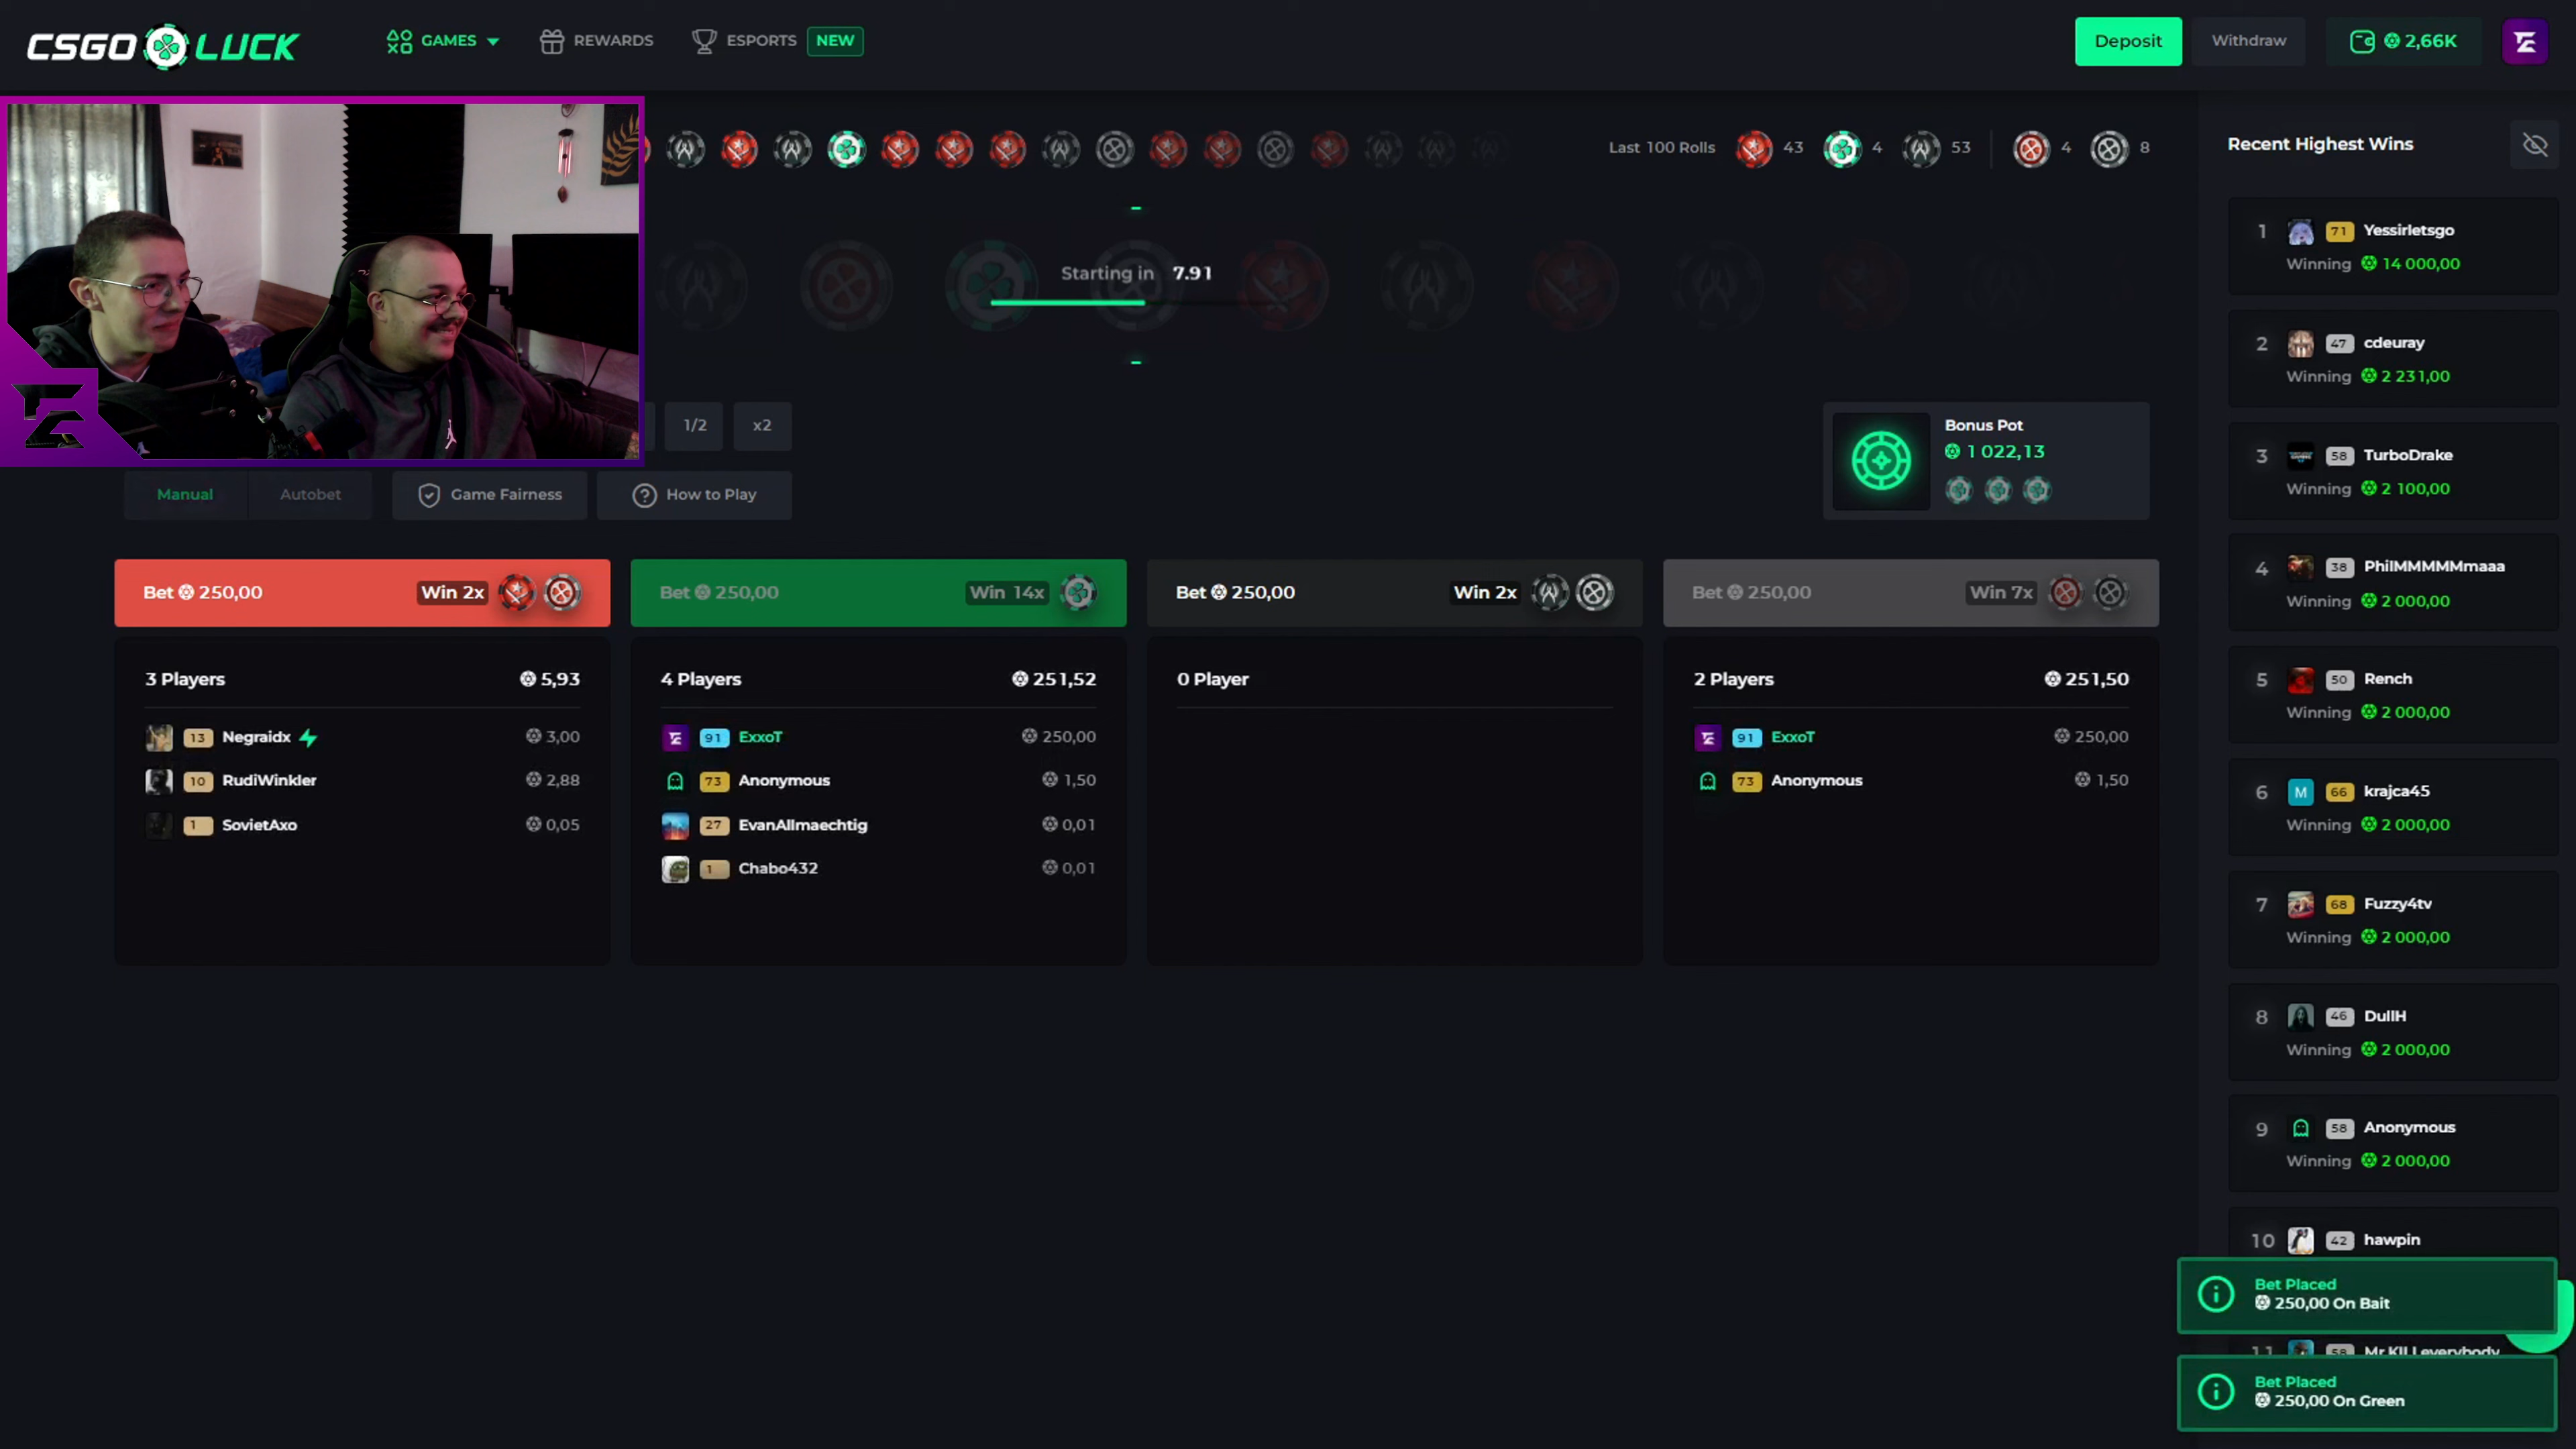 CSGO LUCK
GAMES
REWARDS
ESPORTS
NEW
Deposit
Withdraw
2,66K
Last 100 Rolls
43
4
53
4
8
Starting in 7.91
1/2
x2
Manual
Autobet
Game Fairness
How to Play
Bonus Pot
1 022,13
Bet 250,00
Win 2x
Bet 250,00
Win 14x
Bet 250,00
Win 2x
Bet 250,00
Win 7x
3 Players
5,93
13 Negraidx 3,00
10 RudiWinkler 2,88
1 SovietAxo 0,05
4 Players
251,52
91 ExxoT 250,00
73 Anonymous 1,50
27 EvanAllmaechtig 0,01
1 Chabo432 0,01
0 Player
2 Players
251,50
91 ExxoT 250,00
73 Anonymous 1,50
Recent Highest Wins
1 71 Yessirletsgo
Winning 14 000,00
2 47 cdeuray
Winning 2 231,00
3 58 TurboDrake
Winning 2 100,00
4 38 PhilMMMMMmaaa
Winning 2 000,00
5 50 Rench
Winning 2 000,00
6 M 66 krajca45
Winning 2 000,00
7 68 Fuzzy4tv
Winning 2 000,00
8 46 DullH
Winning 2 000,00
9 58 Anonymous
Winning 2 000,00
10 42 hawpin
Bet Placed
250,00 On Bait
11 58 Mr KILLeverybody
Bet Placed
250,00 On Green